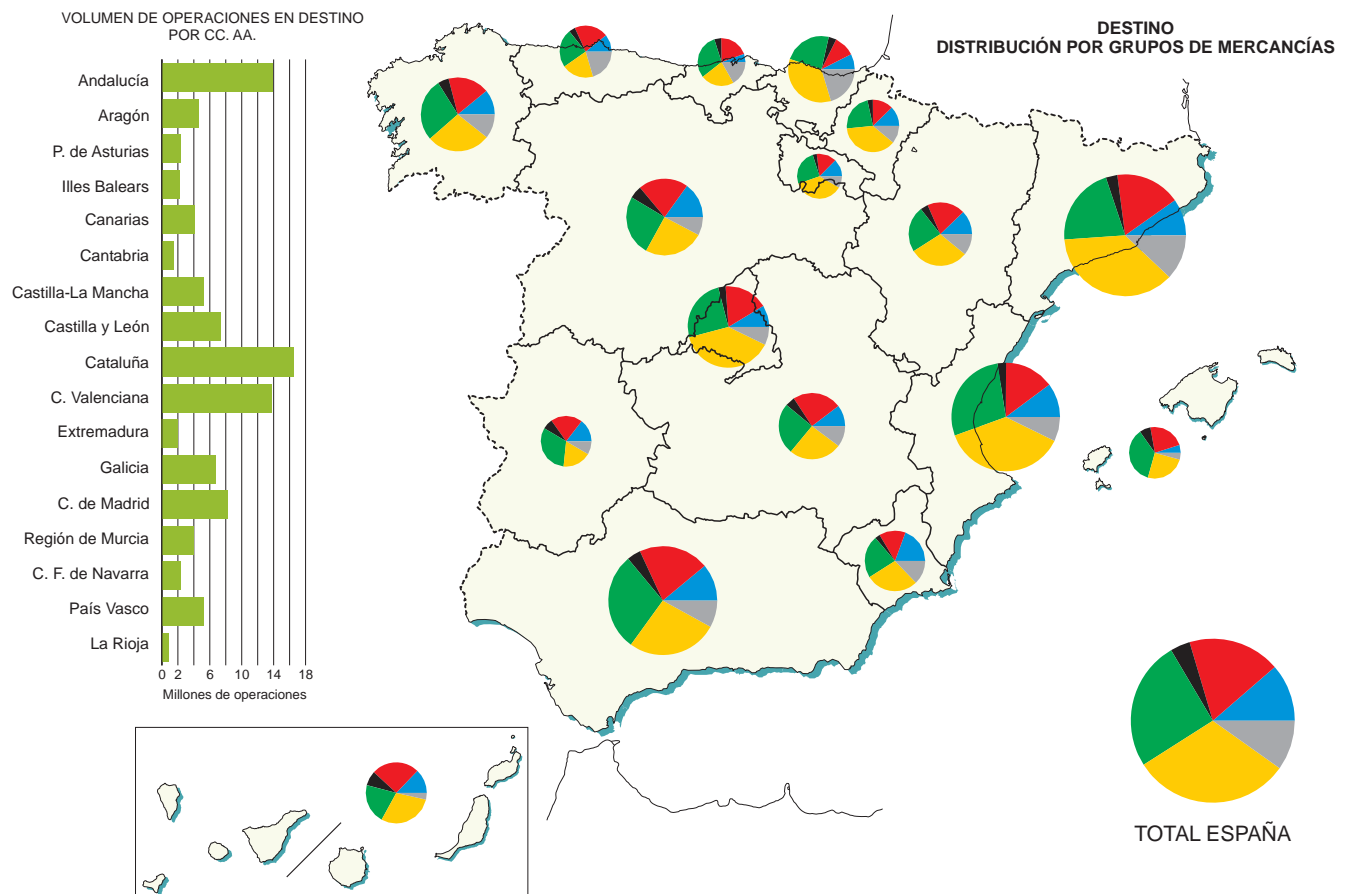 VOLUMEN DE OPERACIONES EN DESTINO
POR CC. AA.
DESTINO
DISTRIBUCIÓN POR GRUPOS DE MERCANCÍAS
Andalucía
Aragón
P. de Asturias
Illes Balears
Canarias
Cantabria
Castilla-La Mancha
Castilla y León
Cataluña
C. Valenciana
Extremadura
Galicia
C. de Madrid
Región de Murcia
C. F. de Navarra
País Vasco
La Rioja
0 2 6 10 14 18
Millones de operaciones
TOTAL ESPAÑA